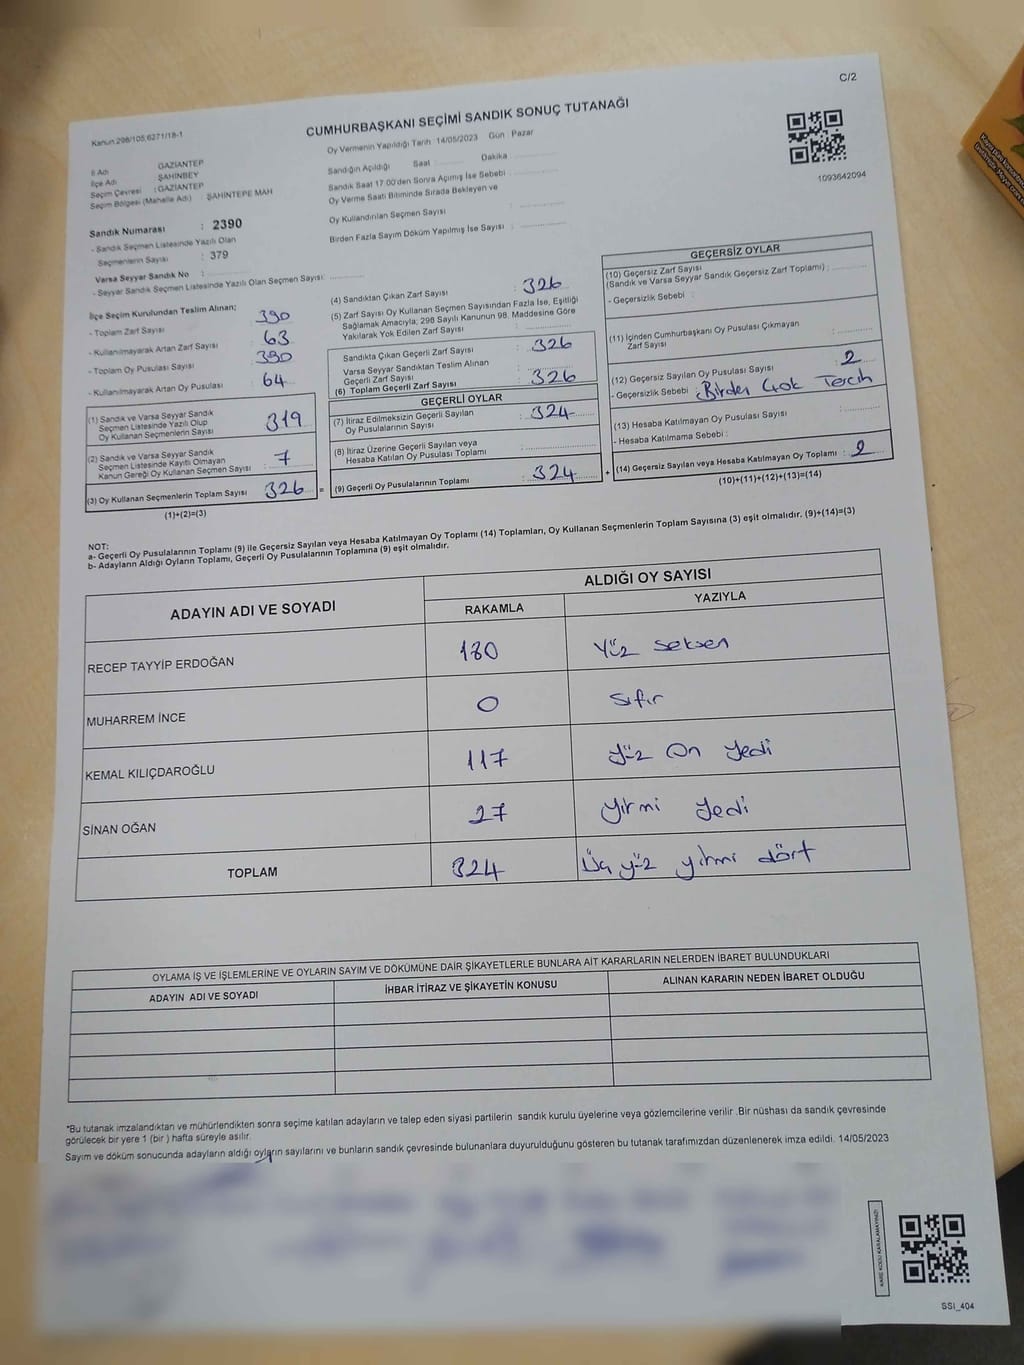 C/2
Kanun 298/105,6271/18-1
CUMHURBAŞKANI SEÇİMİ SANDIK SONUÇ TUTANAĞI
1093642094
İl Adı GAZİANTEP
İlçe Adı ŞAHİNBEY
Seçim Çevresi : GAZİANTEP
Seçim Bölgesi (Mahalle Adı) : ŞAHİNTEPE MAH
Sandık Numarası : 2390
- Sandık Seçmen Listesinde Yazılı Olan
Seçmenlerin Sayısı : 379
Varsa Seyyar Sandık No :
- Seyyar Sandık Seçmen Listesinde Yazılı Olan Seçmen Sayısı:
Oy Vermenin Yapıldığı Tarih 14/05/2023 Gün : Pazar
Sandığın Açıldığı Saat Dakika
Sandık Saat 17.00'den Sonra Açımış İse Sebebi
Oy Verme Saati Bitiminde Sırada Bekleyen ve
Oy Kullandırılan Seçmen Sayısı
Birden Fazla Sayım Döküm Yapılmış İse Sayısı :
İlçe Seçim Kurulundan Teslim Alınan;
- Toplam Zarf Sayısı 390
- Kullanılmayarak Artan Zarf Sayısı 63
- Toplam Oy Pusulası Sayısı 390
- Kullanılmayarak Artan Oy Pusulası 64
(1) Sandık ve Varsa Seyyar Sandık
Seçmen Listesinde Yazılı Olup
Oy Kullanan Seçmenlerin Sayısı : 319
(2) Sandık ve Varsa Seyyar Sandık
Seçmen Listesinde Kayıtlı Olmayan
Kanun Gereği Oy Kullanan Seçmen Sayısı : 7
(3) Oy Kullanan Seçmenlerin Toplam Sayısı 326 =
(1)+(2)=(3)
(4) Sandıktan Çıkan Zarf Sayısı : 326
(5) Zarf Sayısı Oy Kullanan Seçmen Sayısından Fazla İse, Eşitliği
Sağlamak Amacıyla; 298 Sayılı Kanunun 98. Maddesine Göre
Yakılarak Yok Edilen Zarf Sayısı :
Sandıkta Çıkan Geçerli Zarf Sayısı : 326
Varsa Seyyar Sandıktan Teslim Alınan
Geçerli Zarf Sayısı
(6) Toplam Geçerli Zarf Sayısı : 326
GEÇERLİ OYLAR
(7) İtiraz Edilmeksizin Geçerli Sayılan
Oy Pusulalarının Sayısı : 324
(8) İtiraz Üzerine Geçerli Sayılan veya
Hesaba Katılan Oy Pusulası Toplamı :
(9) Geçerli Oy Pusulalarının Toplamı : 324 +
GEÇERSİZ OYLAR
(10) Geçersiz Zarf Sayısı
(Sandık ve Varsa Seyyar Sandık Geçersiz Zarf Toplamı) :
- Geçersizlik Sebebi :
(11) İçinden Cumhurbaşkanı Oy Pusulası Çıkmayan
Zarf Sayısı :
(12) Geçersiz Sayılan Oy Pusulası Sayısı : 2
- Geçersizlik Sebebi : Birden Çok Tercih
(13) Hesaba Katılmayan Oy Pusulası Sayısı :
- Hesaba Katılmama Sebebi :
(14) Geçersiz Sayılan veya Hesaba Katılmayan Oy Toplamı : 2
(10)+(11)+(12)+(13)=(14)
NOT:
a- Geçerli Oy Pusulalarının Toplamı (9) ile Geçersiz Sayılan veya Hesaba Katılmayan Oy Toplamı (14) Toplamları, Oy Kullanan Seçmenlerin Toplam Sayısına (3) eşit olmalıdır. (9)+(14)=(3)
b- Adayların Aldığı Oyların Toplamı, Geçerli Oy Pusulalarının Toplamına (9) eşit olmalıdır.
ADAYIN ADI VE SOYADI ALDIĞI OY SAYISI
RAKAMLA YAZIYLA
RECEP TAYYİP ERDOĞAN 180 Yüz seksen
MUHARREM İNCE 0 sıfır
KEMAL KILIÇDAROĞLU 117 yüz on yedi
SİNAN OĞAN 27 yirmi yedi
TOPLAM 324 Üç yüz yirmi dört
OYLAMA İŞ VE İŞLEMLERİNE VE OYLARIN SAYIM VE DÖKÜMÜNE DAİR ŞİKAYETLERLE BUNLARA AİT KARARLARIN NELERDEN İBARET BULUNDUKLARI
ADAYIN ADI VE SOYADI İHBAR İTİRAZ VE ŞİKAYETİN KONUSU ALINAN KARARIN NEDEN İBARET OLDUĞU
*Bu tutanak imzalandıktan ve mühürlendikten sonra seçime katılan adayların ve talep eden siyasi partilerin sandık kurulu üyelerine veya gözlemcilerine verilir .Bir nüshası da sandık çevresinde
görülecek bir yere 1 (bir ) hafta süreyle asılır.
Sayım ve döküm sonucunda adayların aldığı oyların sayılarını ve bunların sandık çevresinde bulunanlara duyurulduğunu gösteren bu tutanak tarafımızdan düzenlenerek imza edildi. 14/05/2023
KARE KODU KARALAMAYINIZ!
SSİ_404